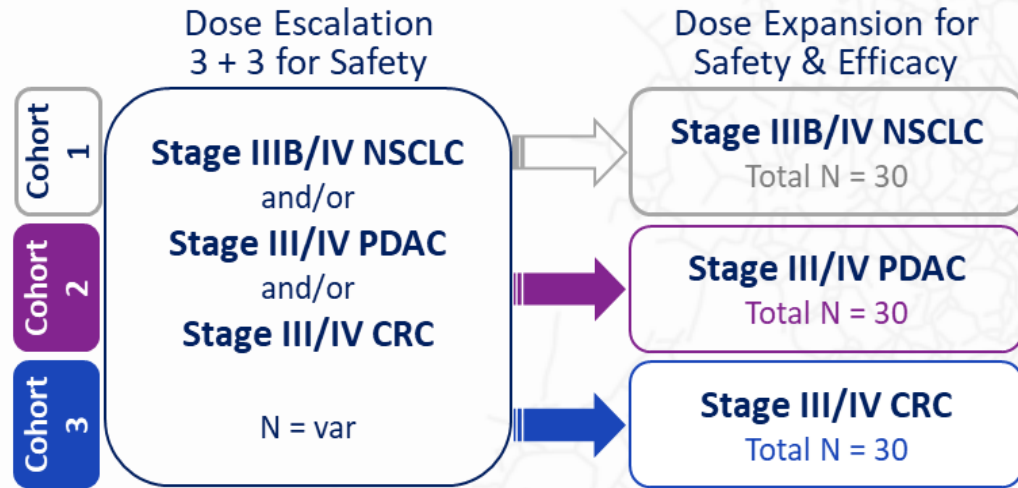 Dose Escalation
3 + 3 for Safety
Dose Expansion for
Safety & Efficacy
Cohort
1
Cohort
2
Cohort
3
Stage IIIB/IV NSCLC
and/or
Stage III/IV PDAC
and/or
Stage III/IV CRC
N = var
Stage IIIB/IV NSCLC
Total N = 30
Stage III/IV PDAC
Total N = 30
Stage III/IV CRC
Total N = 30